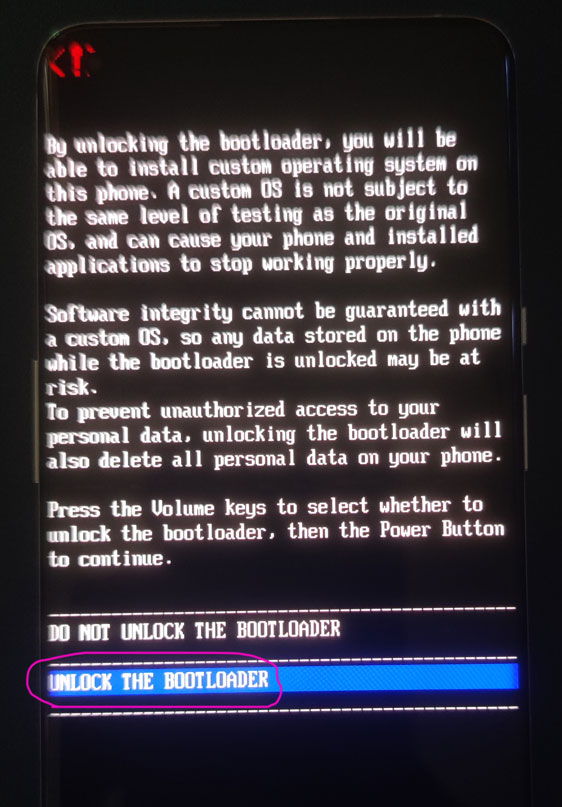 By unlocking the bootloader, you will be
able to install custom operating system on
this phone. A custom OS is not subject to
the same level of testing as the original
OS, and can cause your phone and installed
applications to stop working properly.
Software integrity cannot be guaranteed with
a custom OS, so any data stored on the phone
while the bootloader is unlocked may be at
risk.
To prevent unauthorized access to your
personal data, unlocking the bootloader will
also delete all personal data on your phone.
Press the Volume keys to select whether to
unlock the bootloader, then the Power Button
to continue.
DO NOT UNLOCK THE BOOTLOADER
UNLOCK THE BOOTLOADER